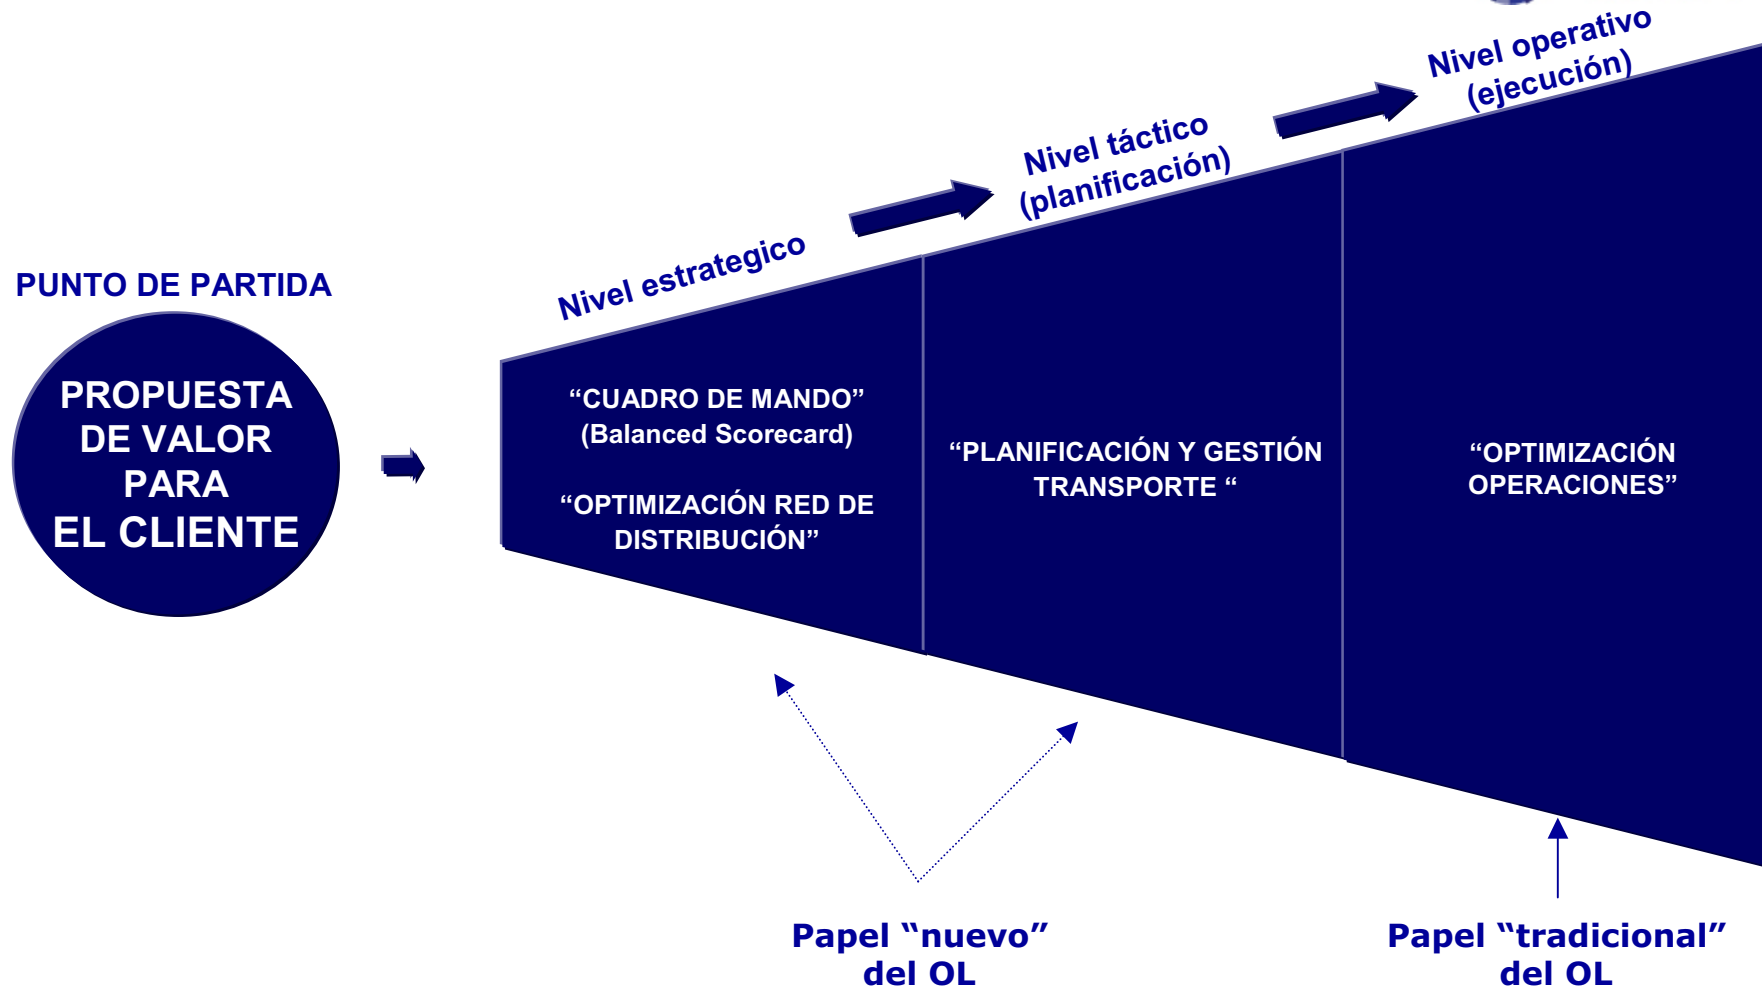 PUNTO DE PARTIDA
PROPUESTA
DE VALOR
PARA
EL CLIENTE
Nivel estrategico
Nivel táctico
(planificación)
Nivel operativo
(ejecución)
“CUADRO DE MANDO”
(Balanced Scorecard)
“OPTIMIZACIÓN RED DE
DISTRIBUCIÓN”
“PLANIFICACIÓN Y GESTIÓN
TRANSPORTE “
“OPTIMIZACIÓN
OPERACIONES”
Papel “nuevo”
del OL
Papel “tradicional”
del OL